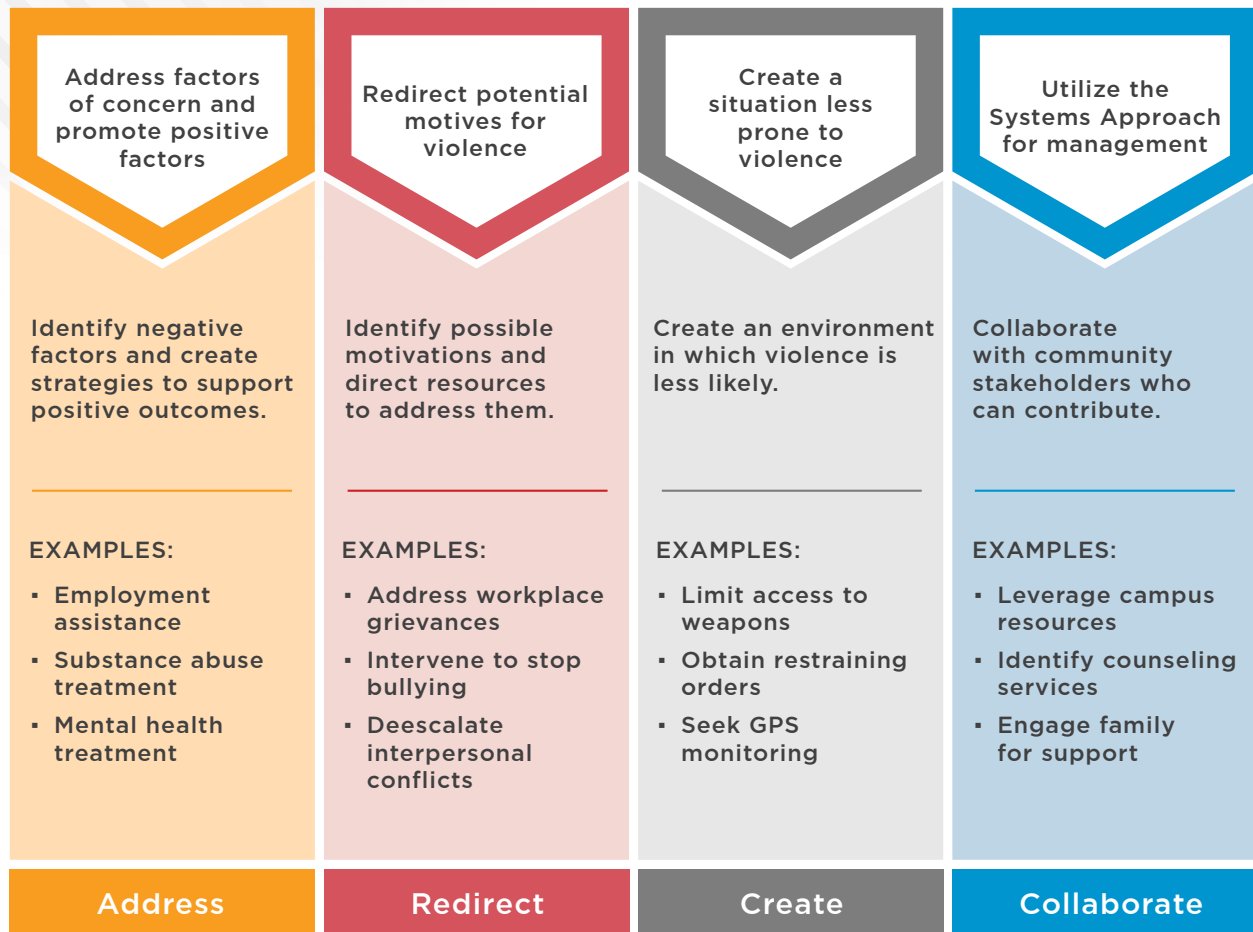 Address factors
of concern and
promote positive
factors
Identify negative
factors and create
strategies to support
positive outcomes.
EXAMPLES:
▪ Employment
assistance
▪ Substance abuse
treatment
▪ Mental health
treatment
Address
Redirect potential
motives for
violence
Identify possible
motivations and
direct resources
to address them.
EXAMPLES:
▪ Address workplace
grievances
▪ Intervene to stop
bullying
▪ Deescalate
interpersonal
conflicts
Redirect
Create a
situation less
prone to
violence
Create an environment
in which violence is
less likely.
EXAMPLES:
▪ Limit access to
weapons
▪ Obtain restraining
orders
▪ Seek GPS
monitoring
Create
Utilize the
Systems Approach
for management
Collaborate
with community
stakeholders who
can contribute.
EXAMPLES:
▪ Leverage campus
resources
▪ Identify counseling
services
▪ Engage family
for support
Collaborate